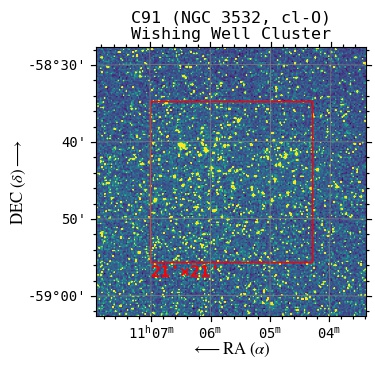 C91 (NGC 3532, cl-O)
Wishing Well Cluster
-58°30'
40'
50'
-59°00'
DEC (δ) ⟶
21'×21'
11ʰ07ᵐ 06ᵐ 05ᵐ 04ᵐ
⟵ RA (α)